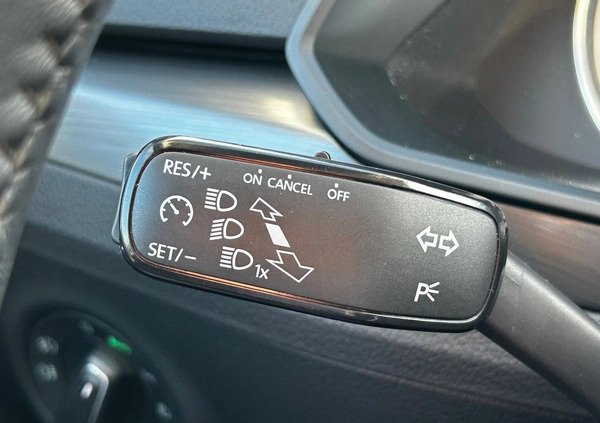 RES/+
ON CANCEL OFF
SET/−
1x
P